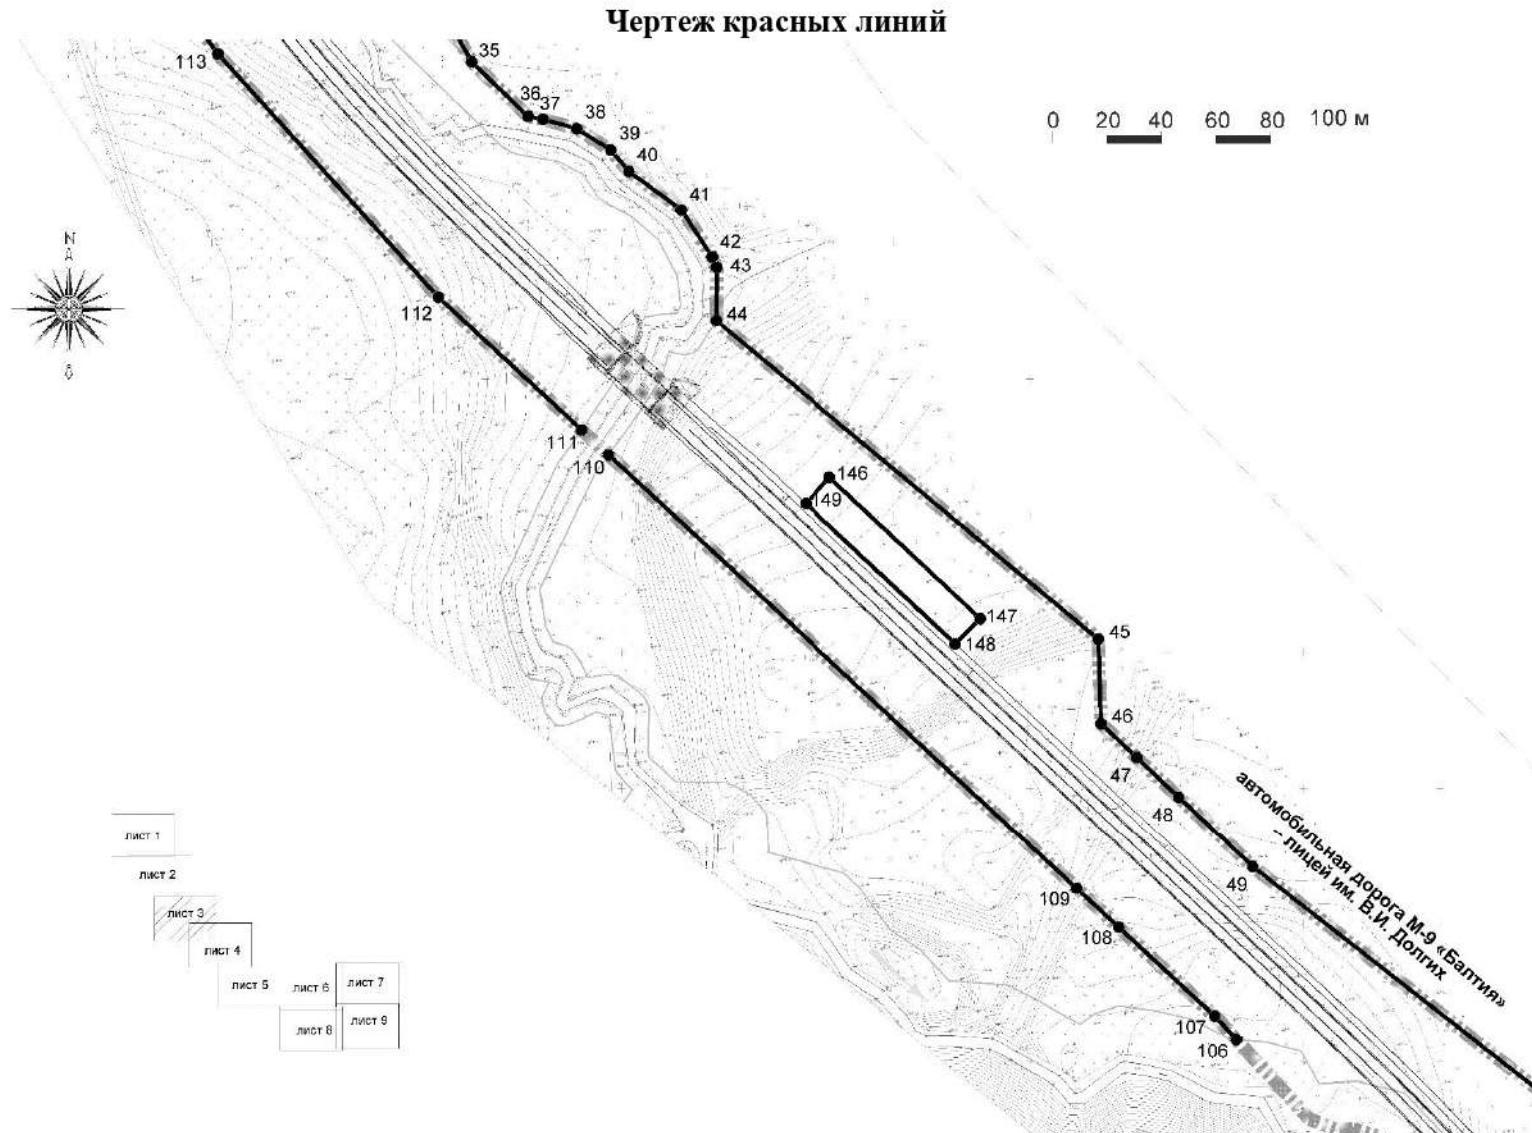 Чертеж красных линий
113
35
36
37
38
39
40
41
42
43
44
0 20 40 60 80 100 м
N
112
111
110
146
149
147
148
45
46
47
48
49
автомобильная дорога М-9 «Балтия»
– лицей им. В.И. Долгих
109
108
107
106
лист 1
лист 2
лист 3
лист 4
лист 5
лист 6
лист 7
лист 8
лист 9